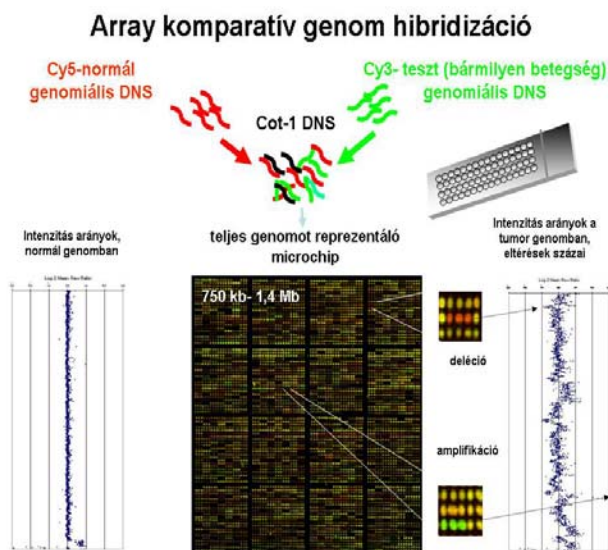 Array komparatív genom hibridizáció
Cy5-normál
genomiális DNS
Cy3- teszt (bármilyen betegség)
genomiális DNS
Cot-1 DNS
Intenzitás arányok,
normál genomban
teljes genomot reprezentáló
microchip
Intenzitás arányok a
tumor genomban,
eltérések százai
750 kb- 1,4 Mb
deléció
amplifikáció